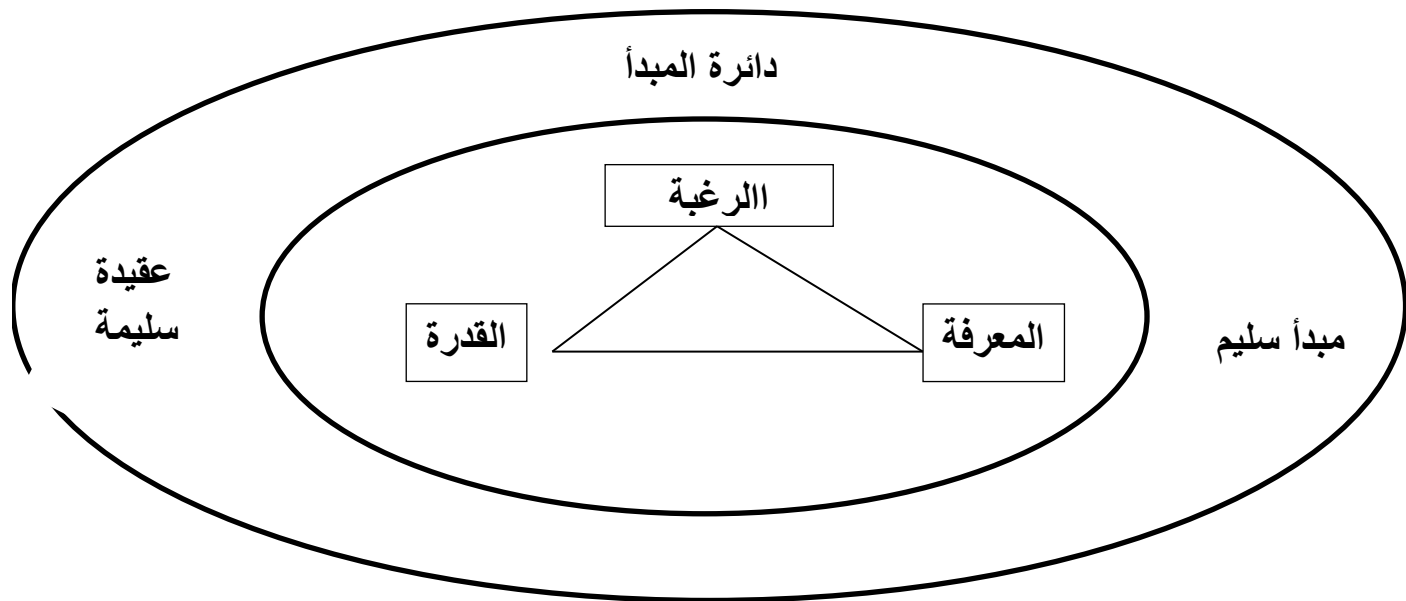 دائرة المبدأ
االرغبة
عقيدة
سليمة
القدرة
المعرفة
مبدأ سليم